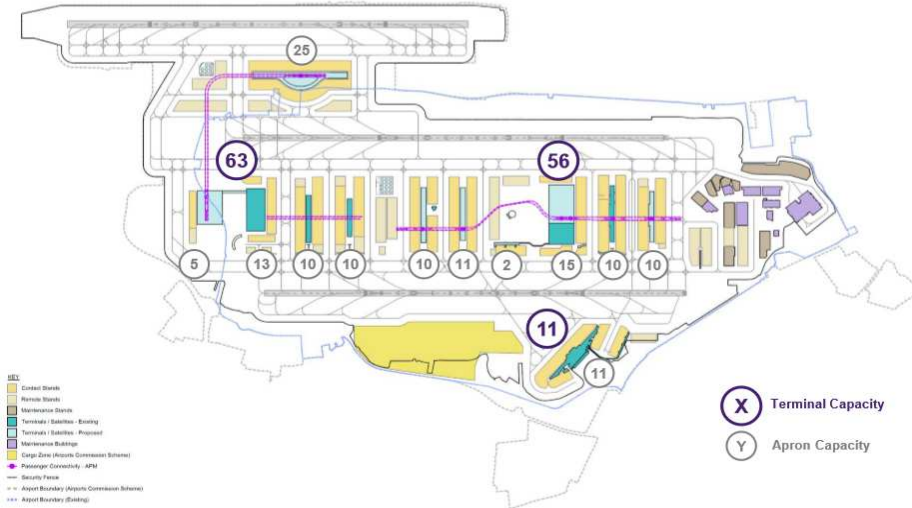 25
63
56
5
13
10
10
10
11
2
15
10
10
11
11
X Terminal Capacity
Y Apron Capacity
KEY
Contact Stands
Remote Stands
Maintenance Stands
Terminals / Satellites - Existing
Terminals / Satellites - Proposed
Maintenance Buildings
Cargo Zone (Airports Commission Scheme)
Passenger Connectivity - APM
Security Fence
Airport Boundary (Airports Commission Scheme)
Airport Boundary (Existing)